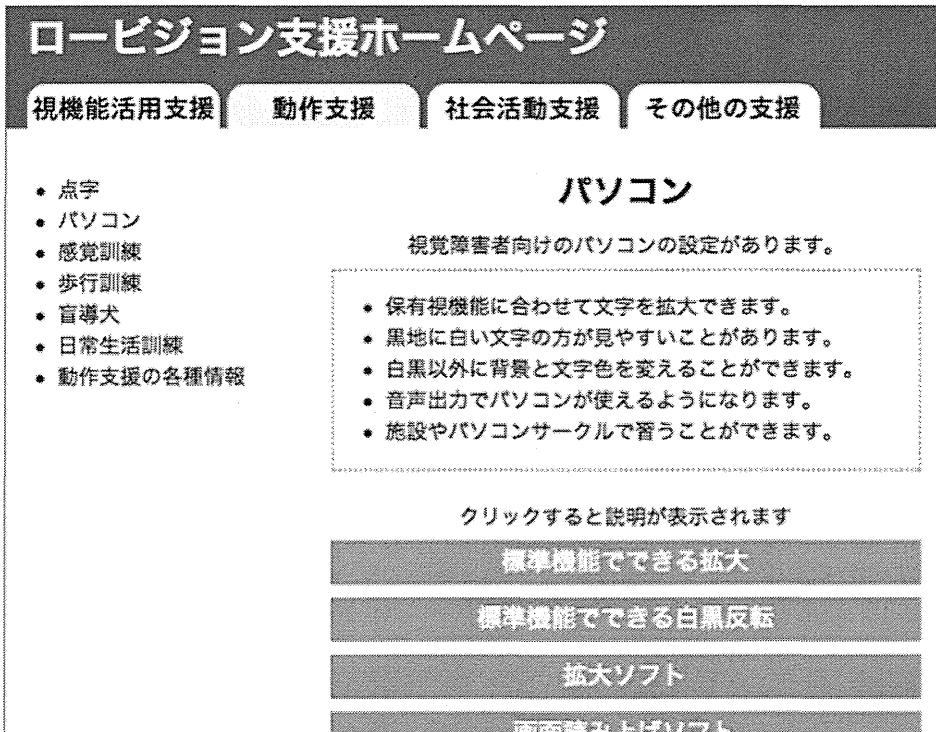 ロービジョン支援ホームページ
視機能活用支援 動作支援 社会活動支援 その他の支援
• 点字
• パソコン
• 感覚訓練
• 歩行訓練
• 盲導犬
• 日常生活訓練
• 動作支援の各種情報
パソコン
視覚障害者向けのパソコンの設定があります。
• 保有視機能に合わせて文字を拡大できます。
• 黒地に白い文字の方が見やすいことがあります。
• 白黒以外に背景と文字色を変えることができます。
• 音声出力でパソコンが使えるようになります。
• 施設やパソコンサークルで習うことができます。
クリックすると説明が表示されます
標準機能でできる拡大
標準機能でできる白黒反転
拡大ソフト
画面読み上げソフト